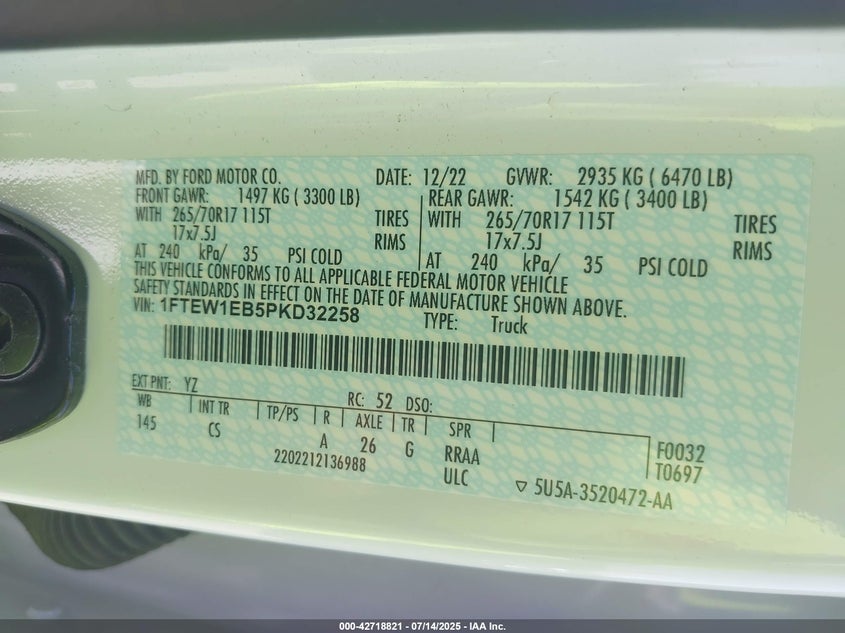 MFD. BY FORD MOTOR CO. DATE: 12/22 GVWR: 2935 KG ( 6470 LB)
FRONT GAWR: 1497 KG ( 3300 LB) REAR GAWR: 1542 KG ( 3400 LB)
WITH 265/70R17 115T TIRES WITH 265/70R17 115T TIRES
17x7.5J RIMS 17x7.5J RIMS
AT 240 kPa/ 35 PSI COLD AT 240 kPa/ 35 PSI COLD
THIS VEHICLE CONFORMS TO ALL APPLICABLE FEDERAL MOTOR VEHICLE
SAFETY STANDARDS IN EFFECT ON THE DATE OF MANUFACTURE SHOWN ABOVE.
VIN: 1FTEW1EB5PKD32258 TYPE: Truck
EXT PNT: YZ RC: 52 DSO:
WB INT TR TP/PS R AXLE TR SPR
145 CS A 26 G RRAA F0032
2202212136988 ULC T0697
▽ 5U5A-3520472-AA
000-42718821 | 07/14/2025 | IAA Inc.